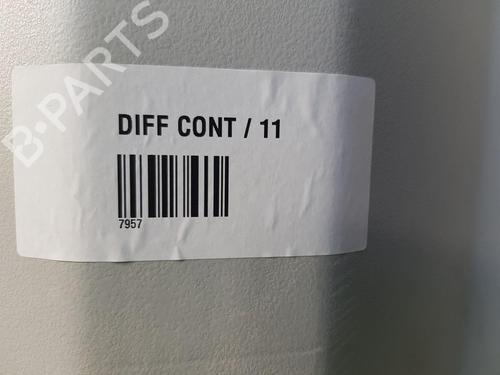 B-PARTS
DIFF CONT / 11
7957